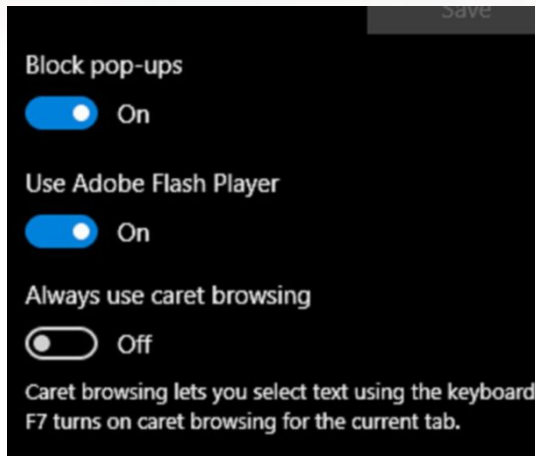 Save
Block pop-ups
On
Use Adobe Flash Player
On
Always use caret browsing
Off
Caret browsing lets you select text using the keyboard
F7 turns on caret browsing for the current tab.